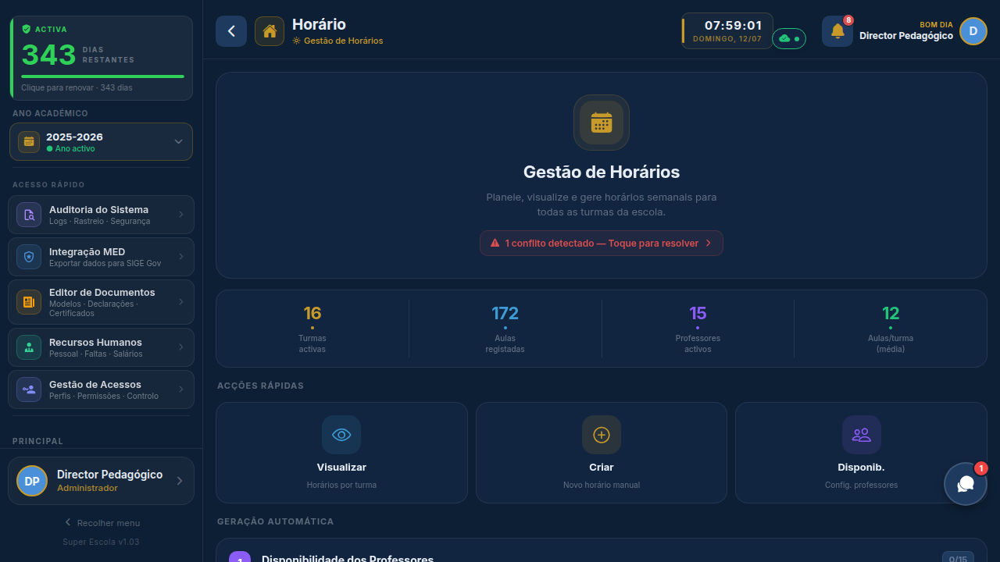 ACTIVA
343 DIAS
RESTANTES
Clique para renovar · 343 dias
ANO ACADÉMICO
2025-2026
Ano activo
ACESSO RÁPIDO
Auditoria do Sistema
Logs · Rastreio · Segurança
Integração MED
Exportar dados para SIGE Gov
Editor de Documentos
Modelos · Declarações ·
Certificados
Recursos Humanos
Pessoal · Faltas · Salários
Gestão de Acessos
Perfis · Permissões · Controlo
PRINCIPAL
DP
Director Pedagógico
Administrador
Recolher menu
Super Escola v1.03
Horário
Gestão de Horários
07:59:01
DOMINGO, 12/07
8
BOM DIA
Director Pedagógico
D
Gestão de Horários
Planeie, visualize e gere horários semanais para
todas as turmas da escola.
1 conflito detectado — Toque para resolver
16
Turmas
activas
172
Aulas
registadas
15
Professores
activos
12
Aulas/turma
(média)
ACÇÕES RÁPIDAS
Visualizar
Horários por turma
Criar
Novo horário manual
Disponib.
Config. professores
1
GERAÇÃO AUTOMÁTICA
1
Disponibilidade dos Professores
0/15